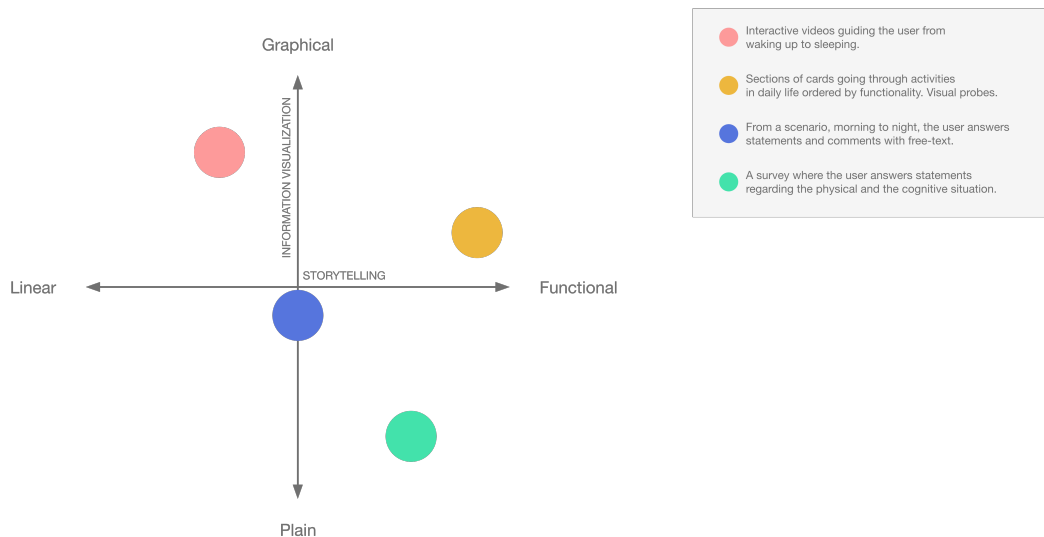 Graphical
INFORMATION VISUALIZATION
STORYTELLING
Linear
Functional
Plain
Interactive videos guiding the user from
waking up to sleeping.
Sections of cards going through activities
in daily life ordered by functionality. Visual probes.
From a scenario, morning to night, the user answers
statements and comments with free-text.
A survey where the user answers statements
regarding the physical and the cognitive situation.